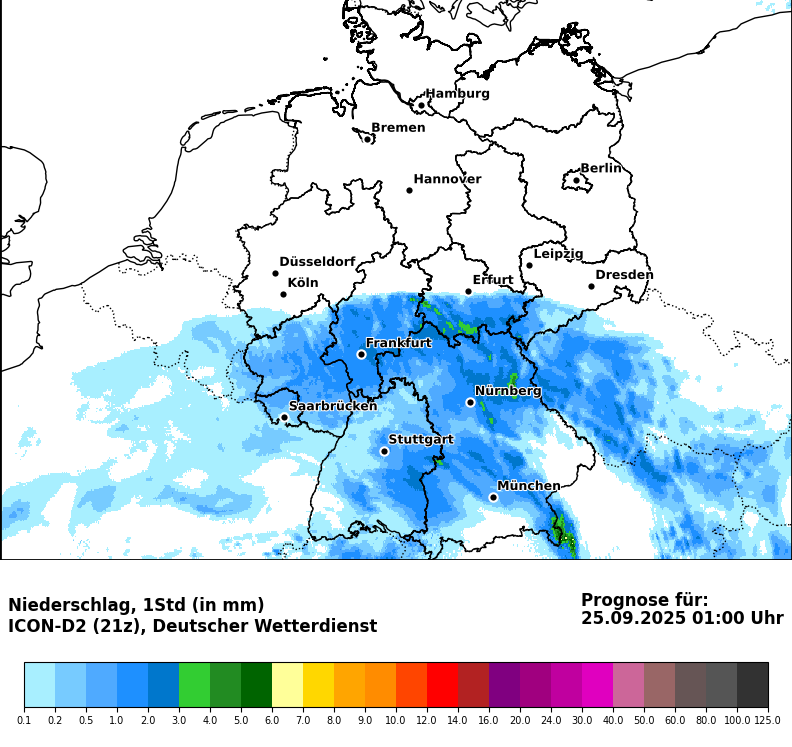 Hamburg
Bremen
Berlin
Hannover
Leipzig
Düsseldorf
Dresden
Köln
Erfurt
Frankfurt
Nürnberg
Saarbrücken
Stuttgart
München
Niederschlag, 1Std (in mm)
ICON-D2 (21z), Deutscher Wetterdienst
Prognose für:
25.09.2025 01:00 Uhr
0.1 0.2 0.5 1.0 2.0 3.0 4.0 5.0 6.0 7.0 8.0 9.0 10.0 12.0 14.0 16.0 20.0 24.0 30.0 40.0 50.0 60.0 80.0 100.0 125.0